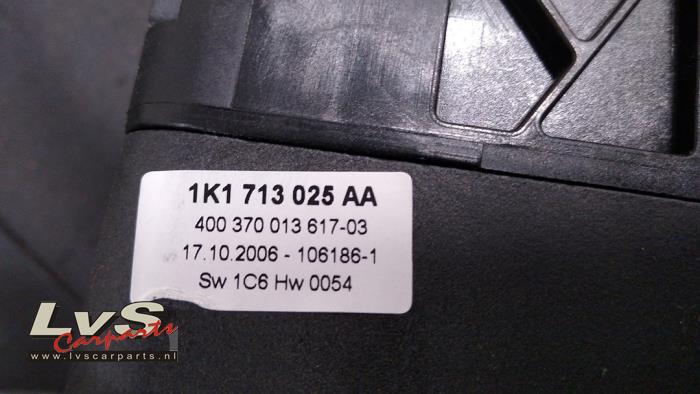 1K1 713 025 AA
400 370 013 617-03
17.10.2006 - 106186-1
Sw 1C6 Hw 0054
LvS
Carparts
www.lvscarparts.nl